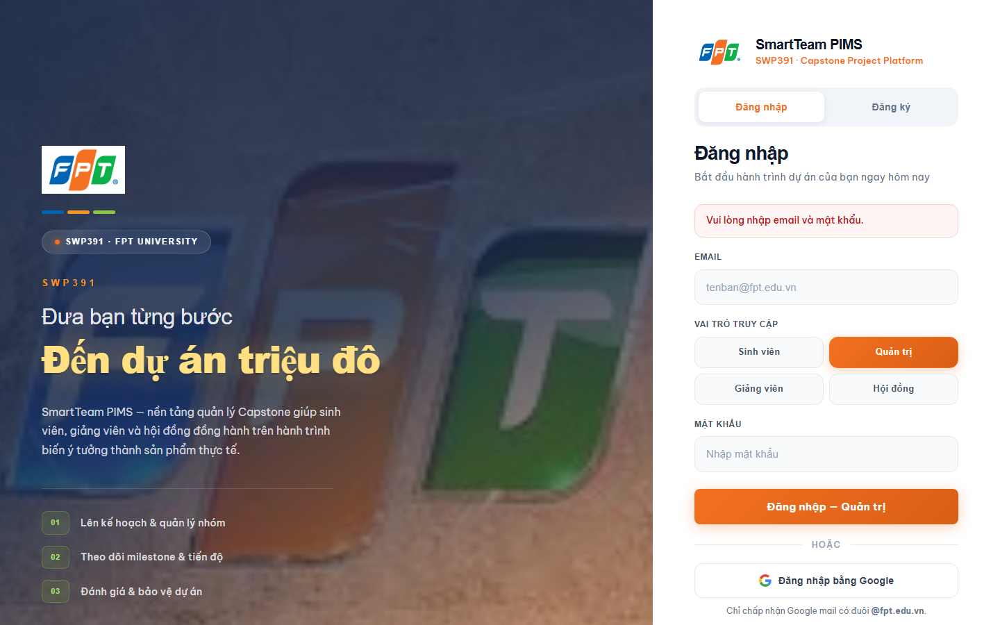 FPT®
SWP391 · FPT UNIVERSITY
SWP391
Đưa bạn từng bước
Đến dự án triệu đô
SmartTeam PIMS — nền tảng quản lý Capstone giúp sinh
viên, giảng viên và hội đồng đồng hành trên hành trình
biến ý tưởng thành sản phẩm thực tế.
01 Lên kế hoạch & quản lý nhóm
02 Theo dõi milestone & tiến độ
03 Đánh giá & bảo vệ dự án
FPT
FPT®
SmartTeam PIMS
SWP391 · Capstone Project Platform
Đăng nhập Đăng ký
Đăng nhập
Bắt đầu hành trình dự án của bạn ngay hôm nay
Vui lòng nhập email và mật khẩu.
EMAIL
tenban@fpt.edu.vn
VAI TRÒ TRUY CẬP
Sinh viên Quản trị
Giảng viên Hội đồng
MẬT KHẨU
Nhập mật khẩu
Đăng nhập — Quản trị
HOẶC
Đăng nhập bằng Google
Chỉ chấp nhận Google mail có đuôi @fpt.edu.vn.